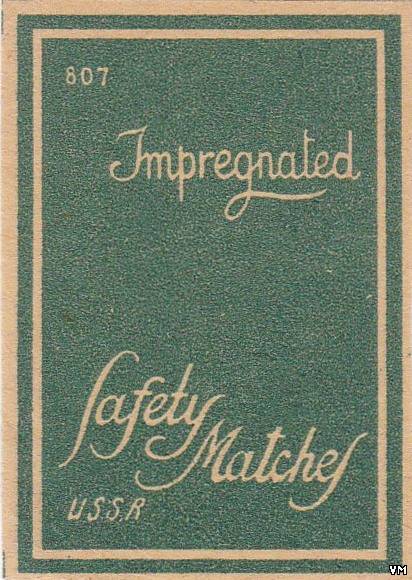 807
Impregnated
Safety
Matches
U.S.S.R
VM